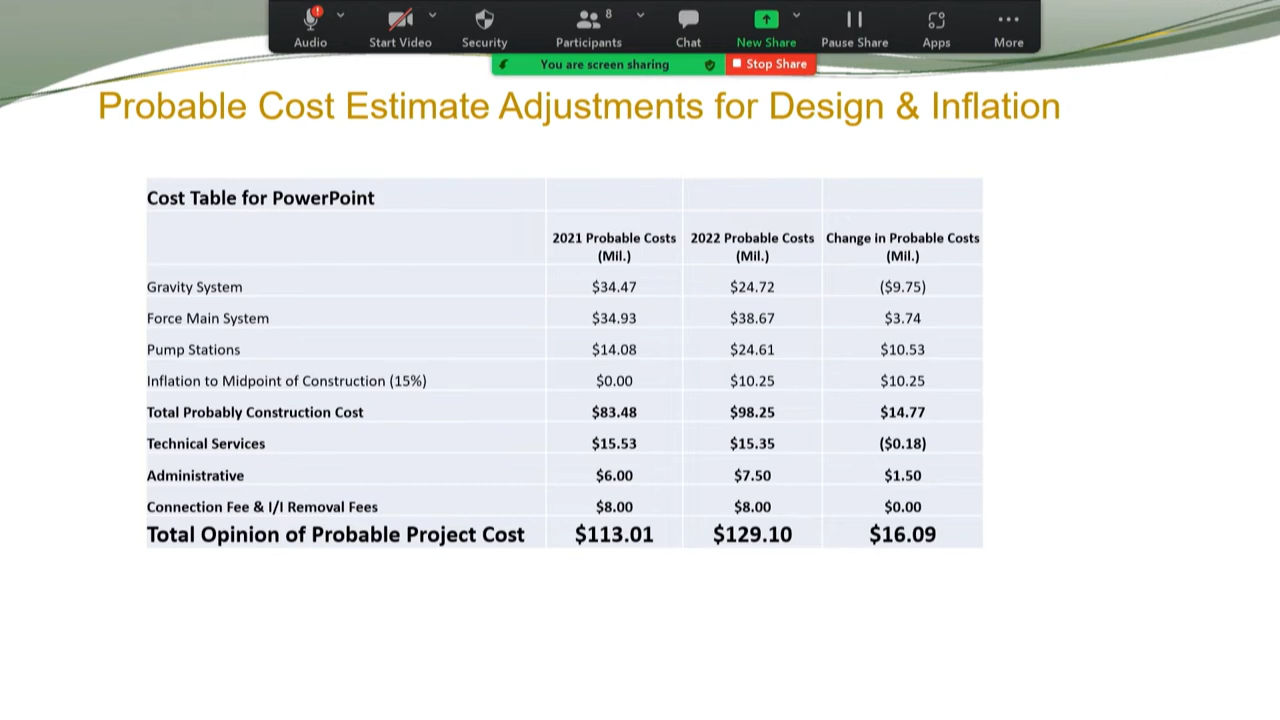 8
Audio Start Video Security Participants Chat New Share Pause Share Apps More
You are screen sharing Stop Share
Probable Cost Estimate Adjustments for Design & Inflation
Cost Table for PowerPoint
2021 Probable Costs (Mil.) 2022 Probable Costs (Mil.) Change in Probable Costs (Mil.)
Gravity System $34.47 $24.72 ($9.75)
Force Main System $34.93 $38.67 $3.74
Pump Stations $14.08 $24.61 $10.53
Inflation to Midpoint of Construction (15%) $0.00 $10.25 $10.25
Total Probably Construction Cost $83.48 $98.25 $14.77
Technical Services $15.53 $15.35 ($0.18)
Administrative $6.00 $7.50 $1.50
Connection Fee & I/I Removal Fees $8.00 $8.00 $0.00
Total Opinion of Probable Project Cost $113.01 $129.10 $16.09